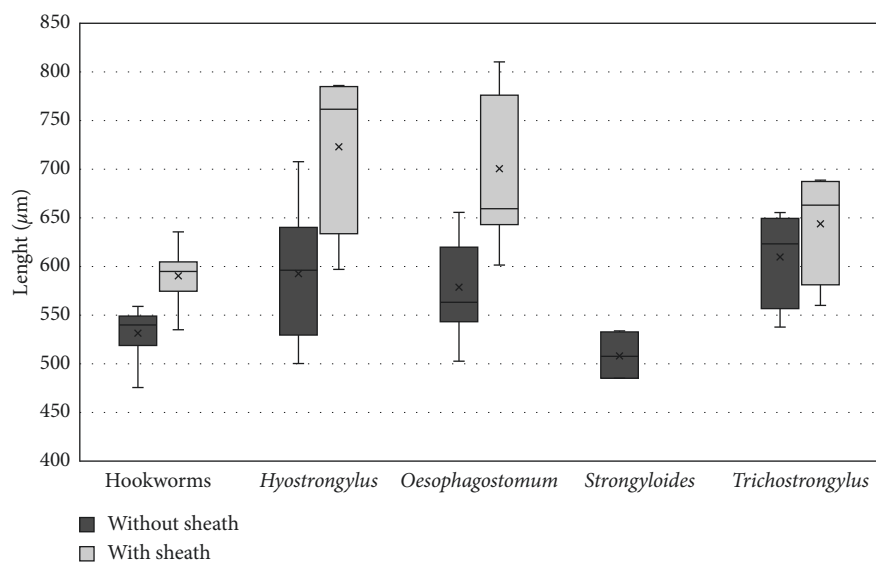 850
800
750
700
650
600
550
500
450
400
Lenght (μm)
Hookworms
Hyostrongylus
Oesophagostomum
Strongyloides
Trichostrongylus
Without sheath
With sheath